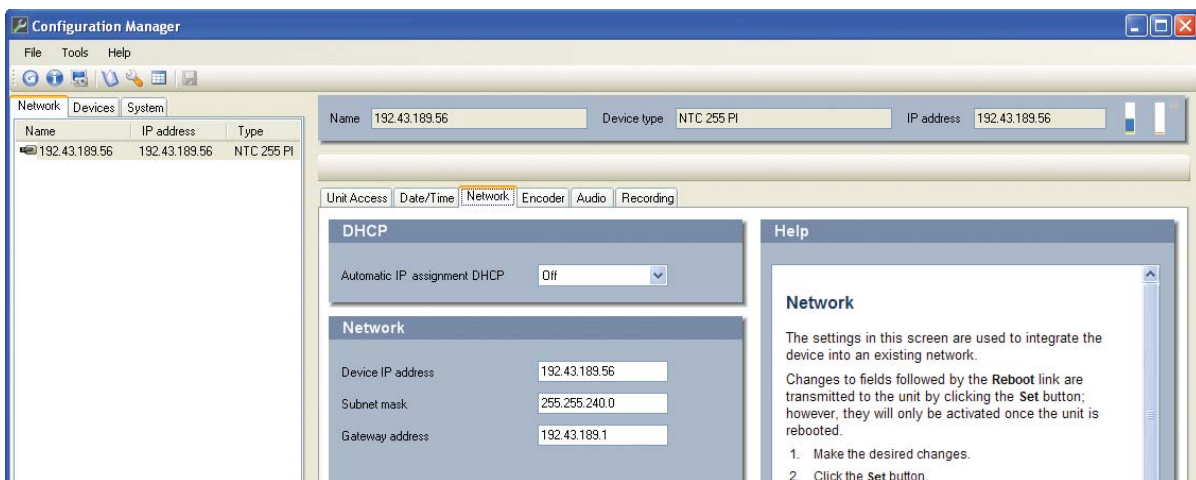 Configuration Manager
File Tools Help
Network Devices System
Name IP address Type
192.43.189.56 192.43.189.56 NTC 255 PI
Name 192.43.189.56 Device type NTC 255 PI IP address 192.43.189.56
Unit Access Date/Time Network Encoder Audio Recording
DHCP
Automatic IP assignment DHCP Off
Network
Device IP address 192.43.189.56
Subnet mask 255.255.240.0
Gateway address 192.43.189.1
Help
Network
The settings in this screen are used to integrate the
device into an existing network.
Changes to fields followed by the Reboot link are
transmitted to the unit by clicking the Set button;
however, they will only be activated once the unit is
rebooted.
1. Make the desired changes.
2. Click the Set button.